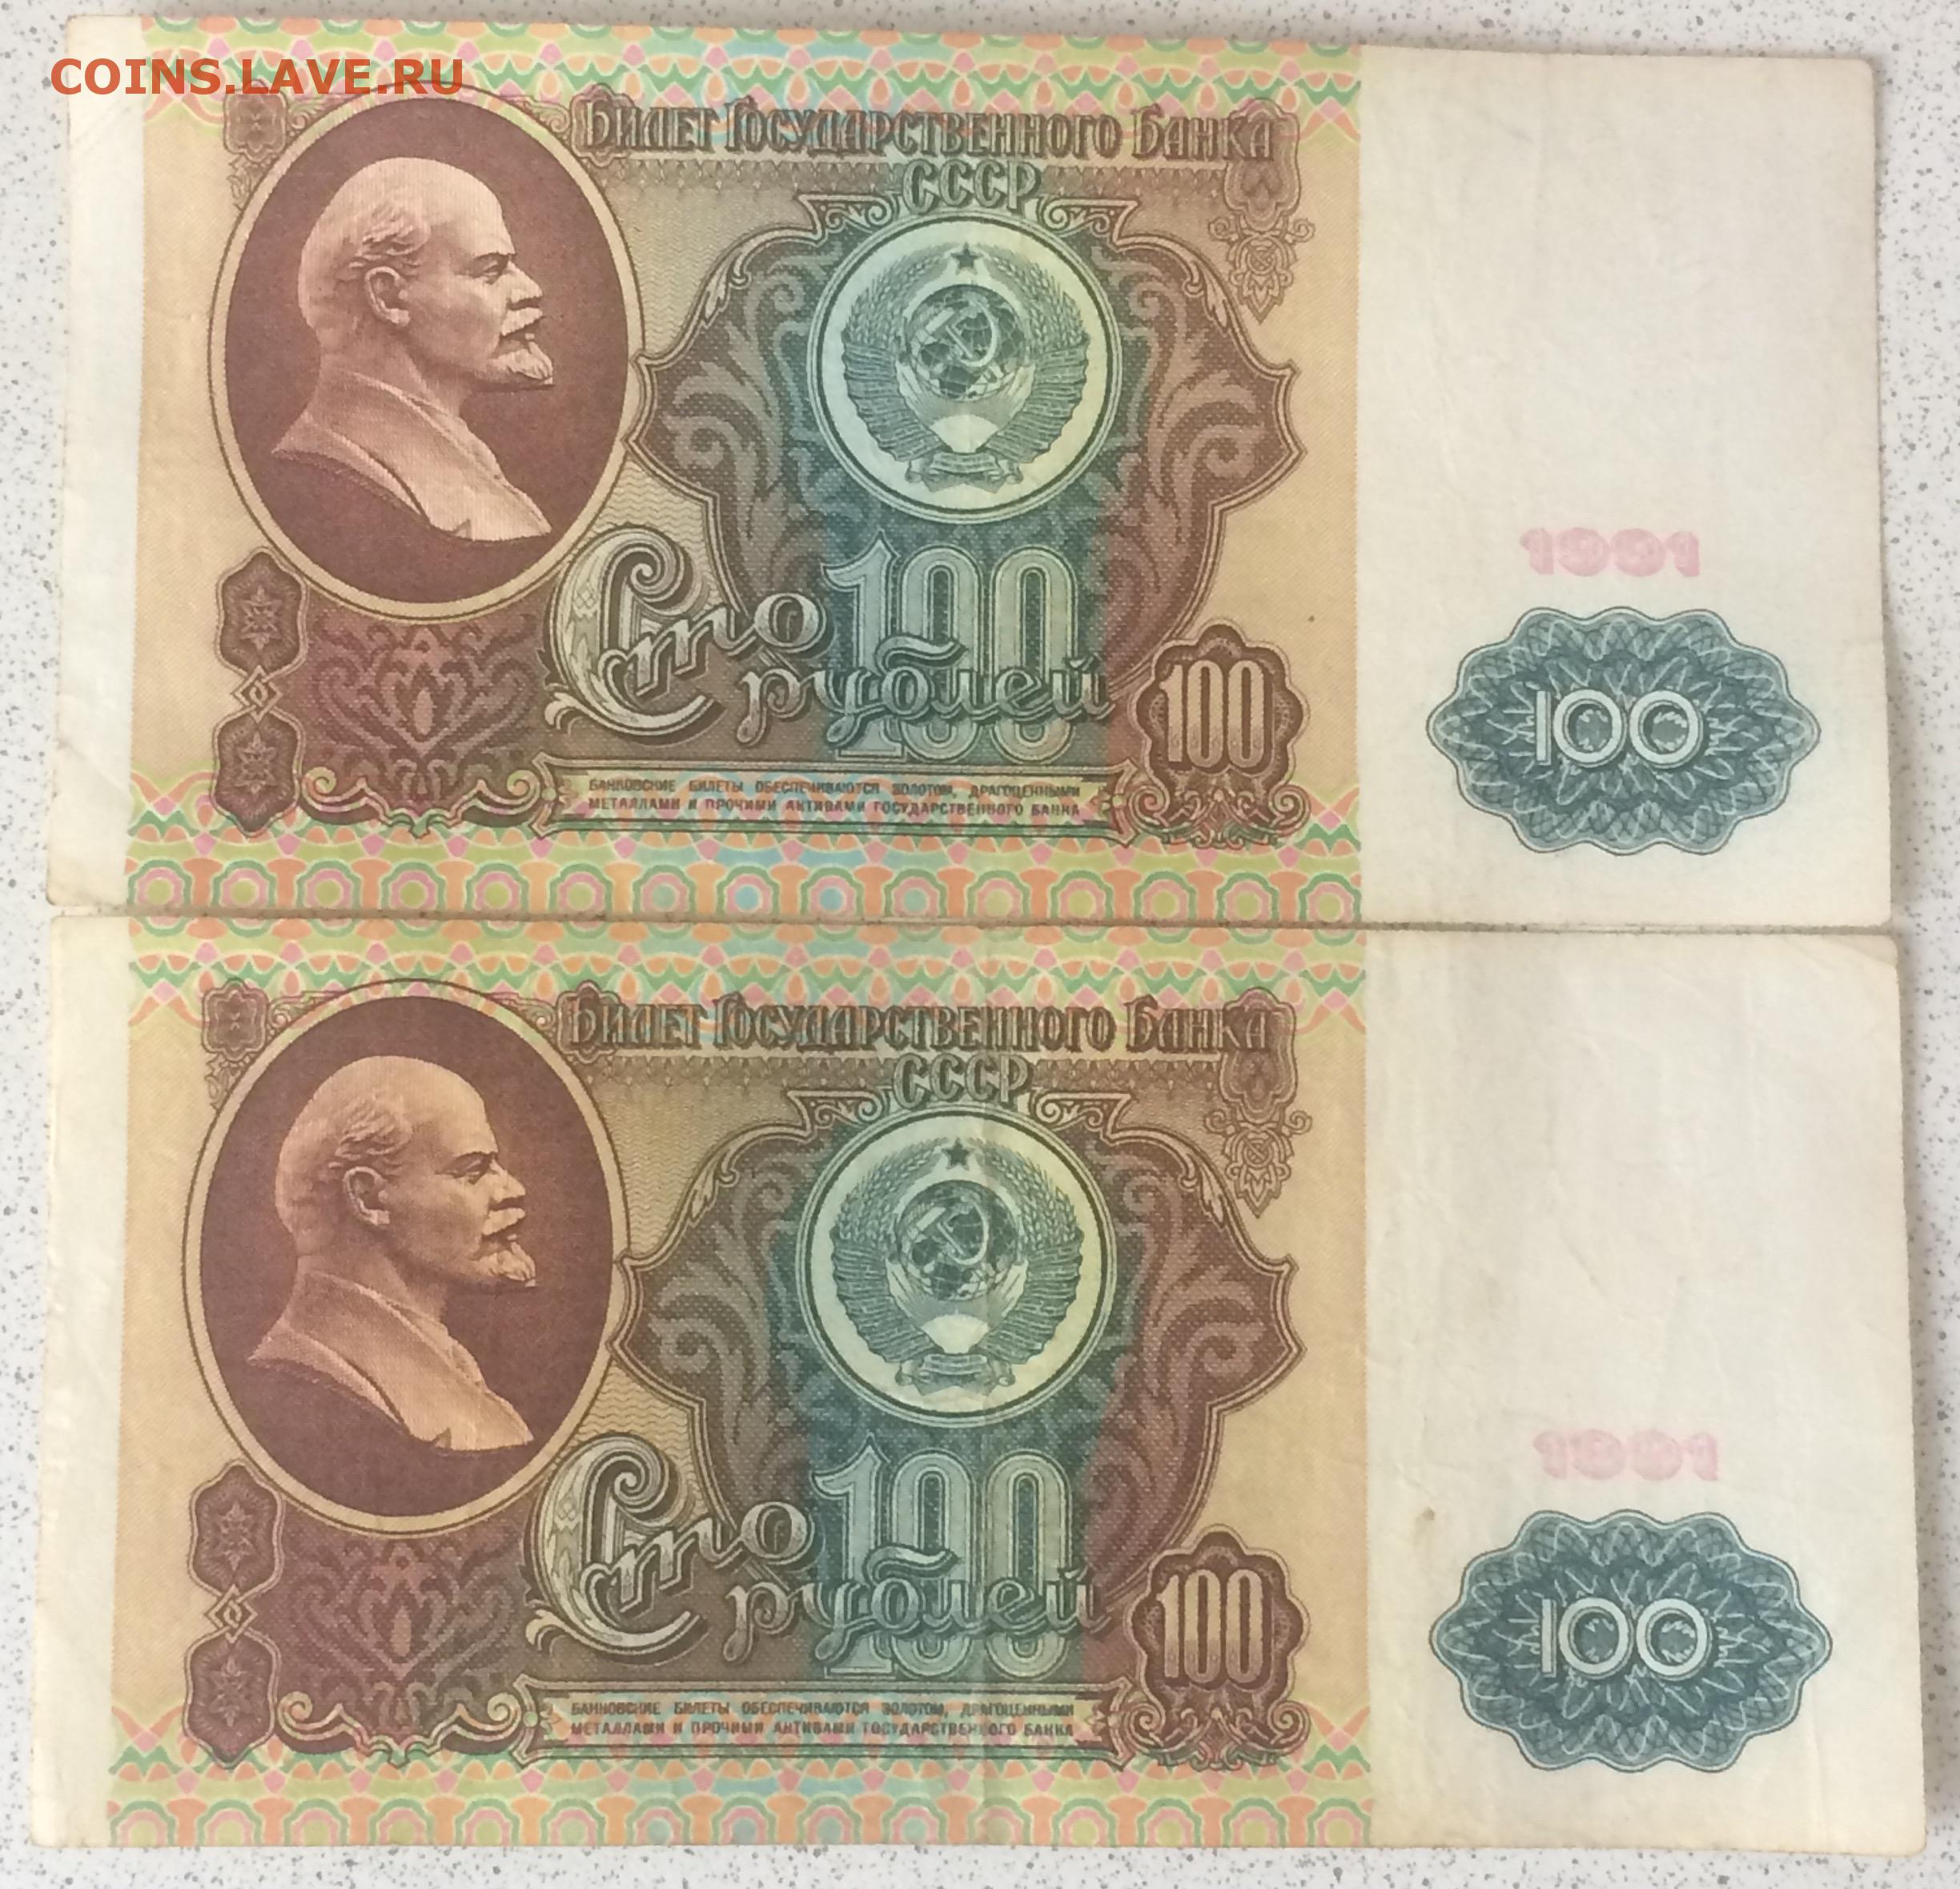 COINS.LAVE.RU
БИЛЕТ ГОСУДАРСТВЕННОГО БАНКА
СССР
1991
100
Сто
рублей
100
100
БАНКОВСКИЕ БИЛЕТЫ ОБЕСПЕЧИВАЮТСЯ ЗОЛОТОМ, ДРАГОЦЕННЫМИ
МЕТАЛЛАМИ И ПРОЧИМИ АКТИВАМИ ГОСУДАРСТВЕННОГО БАНКА
БИЛЕТ ГОСУДАРСТВЕННОГО БАНКА
СССР
1991
100
Сто
рублей
100
100
БАНКОВСКИЕ БИЛЕТЫ ОБЕСПЕЧИВАЮТСЯ ЗОЛОТОМ, ДРАГОЦЕННЫМИ
МЕТАЛЛАМИ И ПРОЧИМИ АКТИВАМИ ГОСУДАРСТВЕННОГО БАНКА